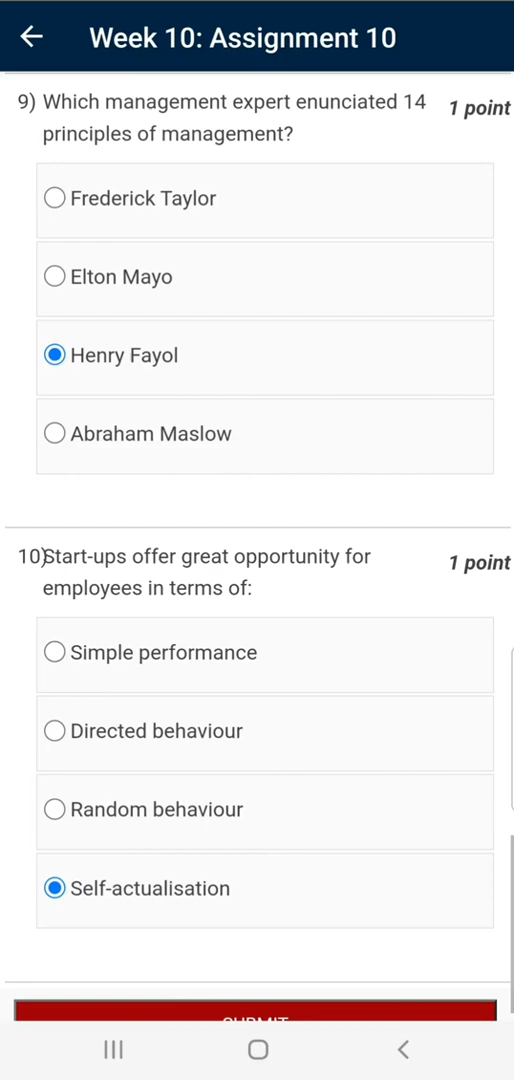 Week 10: Assignment 10
9) Which management expert enunciated 14
1 point
principles of management?
Frederick Taylor
Elton Mayo
Henry Fayol
Abraham Maslow
10)Start-ups offer great opportunity for
1 point
employees in terms of:
Simple performance
Directed behaviour
Random behaviour
Self-actualisation
SUBMIT